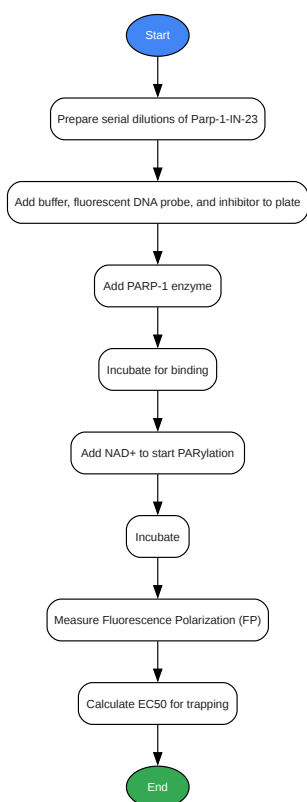 Start
Prepare serial dilutions of Parp-1-IN-23
Add buffer, fluorescent DNA probe, and inhibitor to plate
Add PARP-1 enzyme
Incubate for binding
Add NAD+ to start PARylation
Incubate
Measure Fluorescence Polarization (FP)
Calculate EC50 for trapping
End